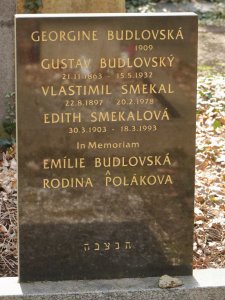 GEORGINE BUDLOVSKÁ
1909
GUSTAV BUDLOVSKÝ
21.11.1863 - 15.5.1932
VLASTIMIL SMEKAL
22.8.1897 20.2.1978
EDITH SMEKALOVÁ
30.3.1903 - 18.3.1993
In Memoriam
EMÍLIE BUDLOVSKÁ
A
RODINA POLÁKOVA
תנצבה